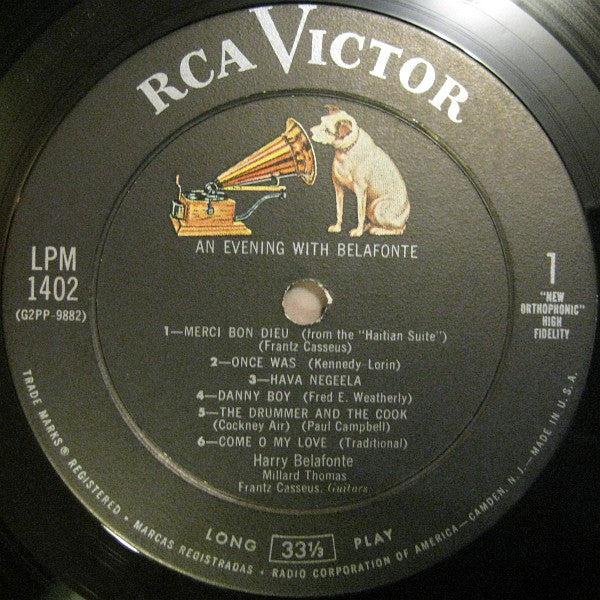 RCA VICTOR
AN EVENING WITH BELAFONTE
LPM
1402
(G2PP-9882)
1
"NEW
ORTHOPHONIC"
HIGH
FIDELITY
1—MERCI BON DIEU (from the "Haitian Suite")
(Frantz Casseus)
2—ONCE WAS (Kennedy-Lorin)
3—HAVA NEGEELA
4—DANNY BOY (Fred E. Weatherly)
5—THE DRUMMER AND THE COOK
(Cockney Air) (Paul Campbell)
6—COME O MY LOVE (Traditional)
Harry Belafonte
Millard Thomas
Frantz Casseus, Guitars
LONG 33⅓ PLAY
TRADE MARKS ® REGISTERED • MARCAS REGISTRADAS • RADIO CORPORATION OF AMERICA—CAMDEN, N.J.—MADE IN U.S.A.